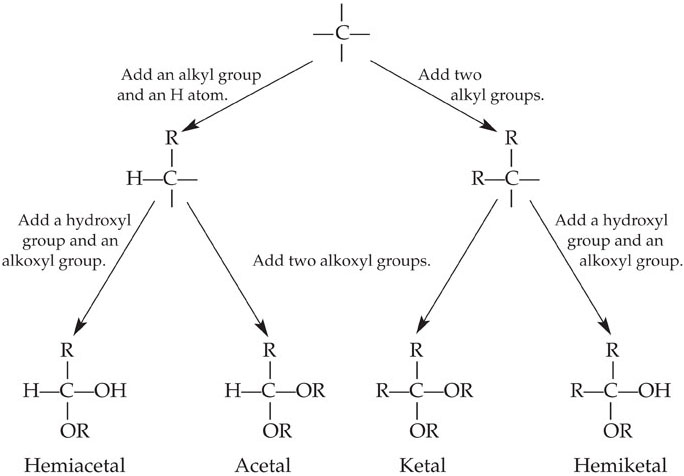 —C—
Add an alkyl group
and an H atom.
Add two
alkyl groups.
R
H—C—
R
R—C—
Add a hydroxyl
group and an
alkoxyl group.
Add two alkoxyl groups.
Add a hydroxyl
group and an
alkoxyl group.
R
H—C—OH
OR
Hemiacetal
R
H—C—OR
OR
Acetal
R
R—C—OR
OR
Ketal
R
R—C—OH
OR
Hemiketal